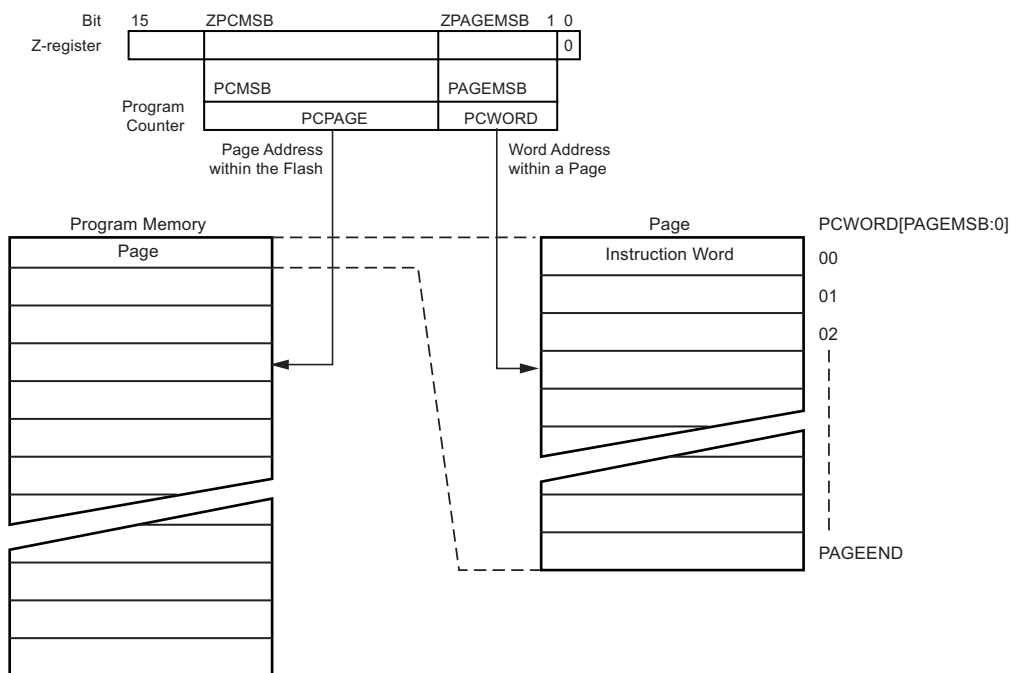 Bit 15 ZPCMSB ZPAGEMSB 1 0
Z-register 0
PCMSB PAGEMSB
Program
Counter
PCPAGE PCWORD
Page Address
within the Flash
Word Address
within a Page
Program Memory
Page
Page
Instruction Word
PCWORD[PAGEMSB:0]
00
01
02
PAGEEND